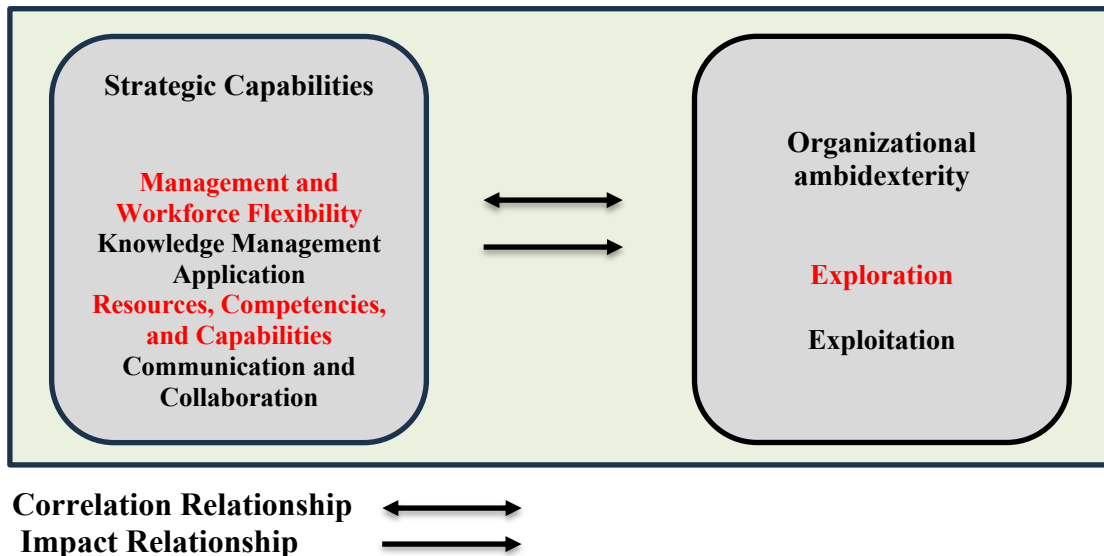 Strategic Capabilities
Management and
Workforce Flexibility
Knowledge Management
Application
Resources, Competencies,
and Capabilities
Communication and
Collaboration
Organizational
ambidexterity
Exploration
Exploitation
Correlation Relationship
Impact Relationship